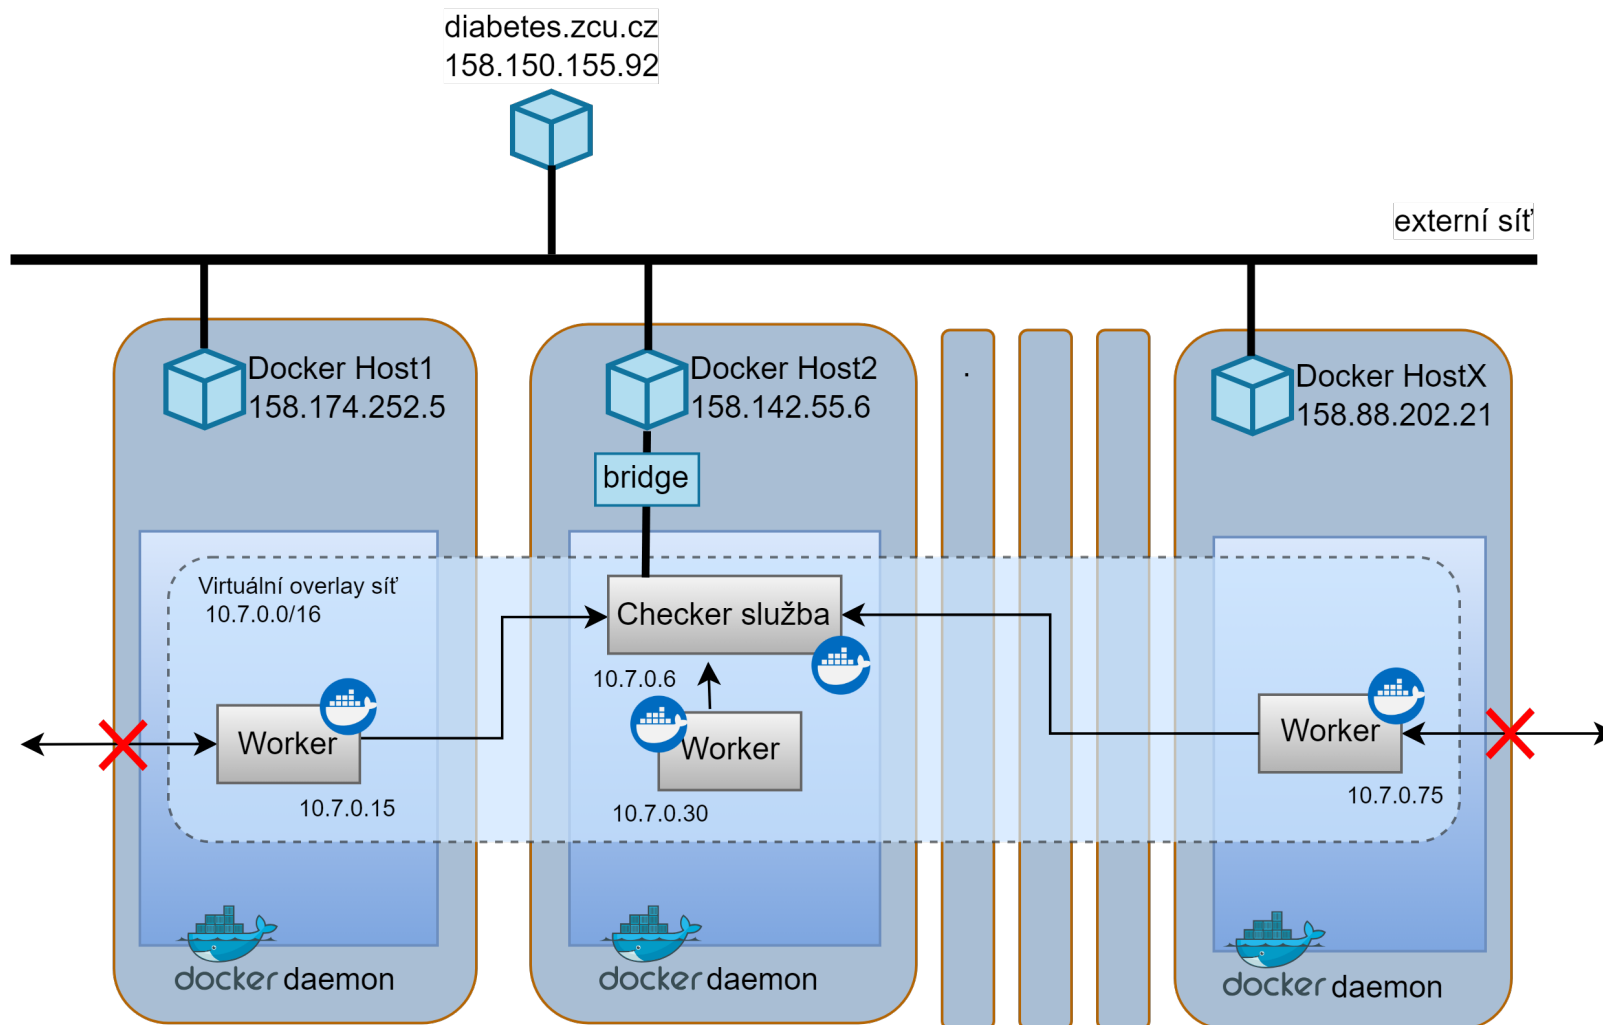 diabetes.zcu.cz
158.150.155.92
externí síť
Docker Host1
158.174.252.5
Docker Host2
158.142.55.6
.
Docker HostX
158.88.202.21
bridge
Virtuální overlay síť
10.7.0.0/16
Checker služba
10.7.0.6
Worker
10.7.0.15
Worker
10.7.0.30
Worker
10.7.0.75
docker daemon
docker daemon
docker daemon